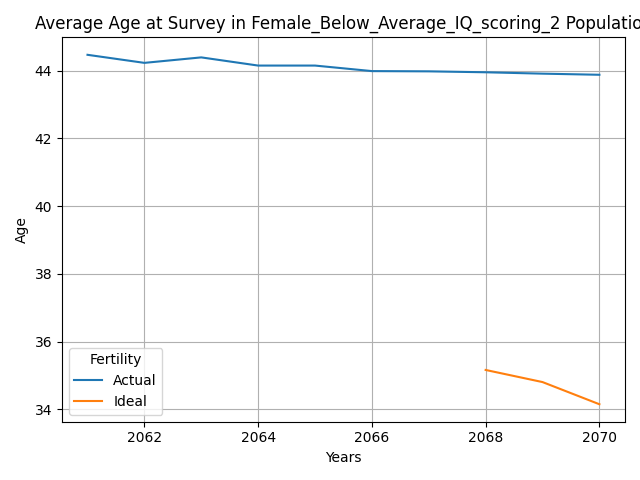 Average Age at Survey in Female_Below_Average_IQ_scoring_2 Populatio
44
42
40
38
36
34
Age
Fertility
Actual
Ideal
2062 2064 2066 2068 2070
Years